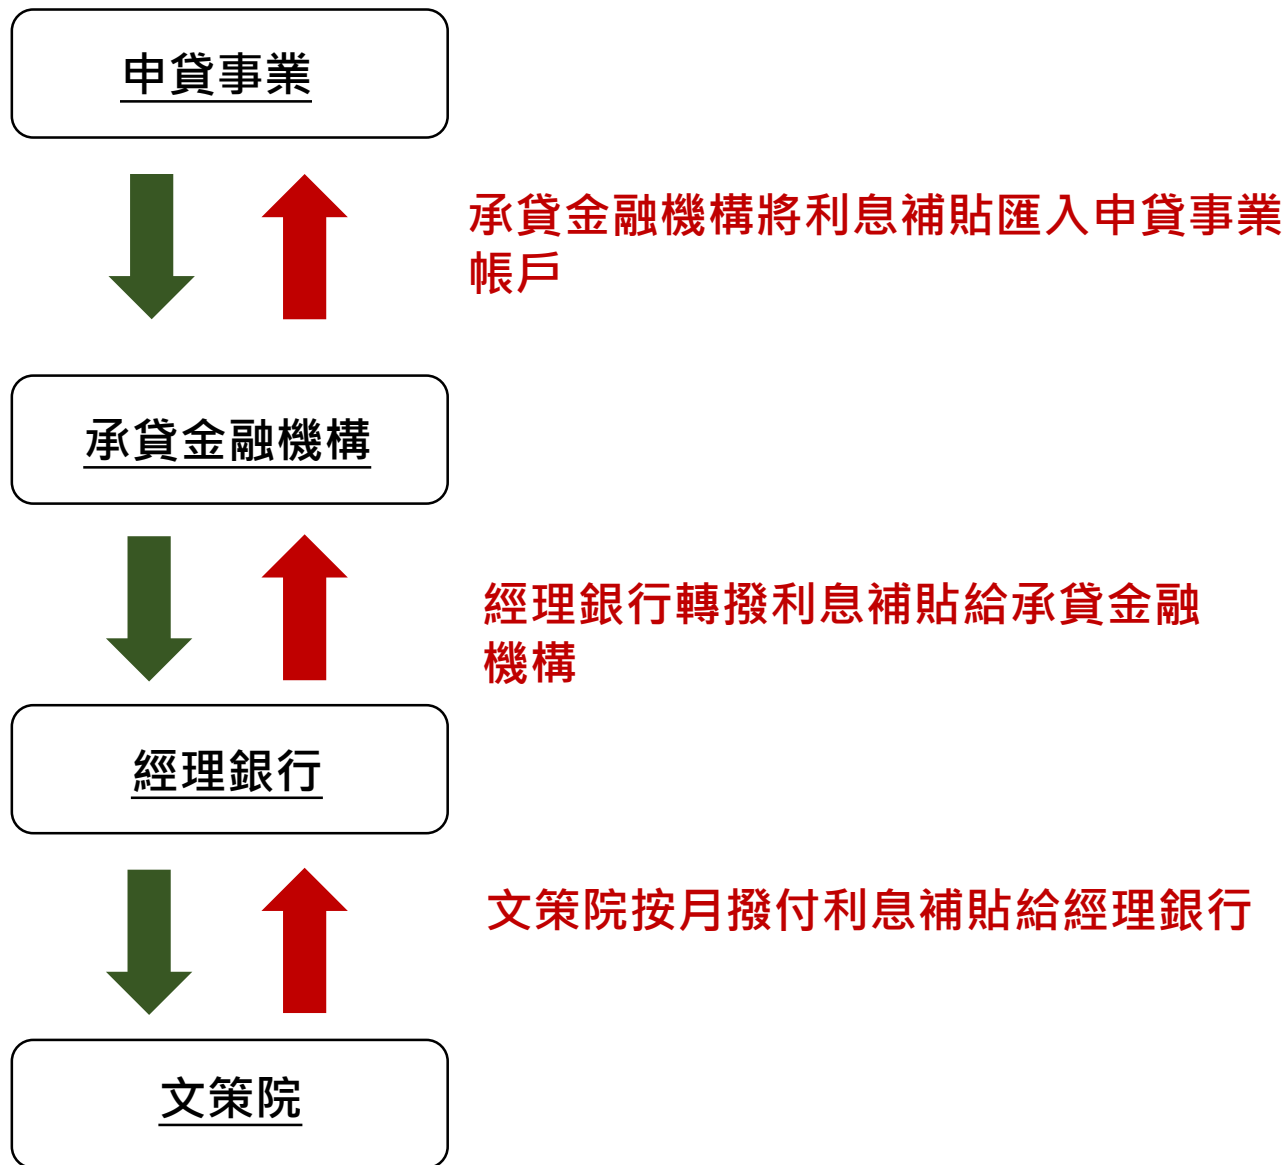 申貸事業
承貸金融機構將利息補貼匯入申貸事業
帳戶
承貸金融機構
經理銀行轉撥利息補貼給承貸金融
機構
經理銀行
文策院按月撥付利息補貼給經理銀行
文策院